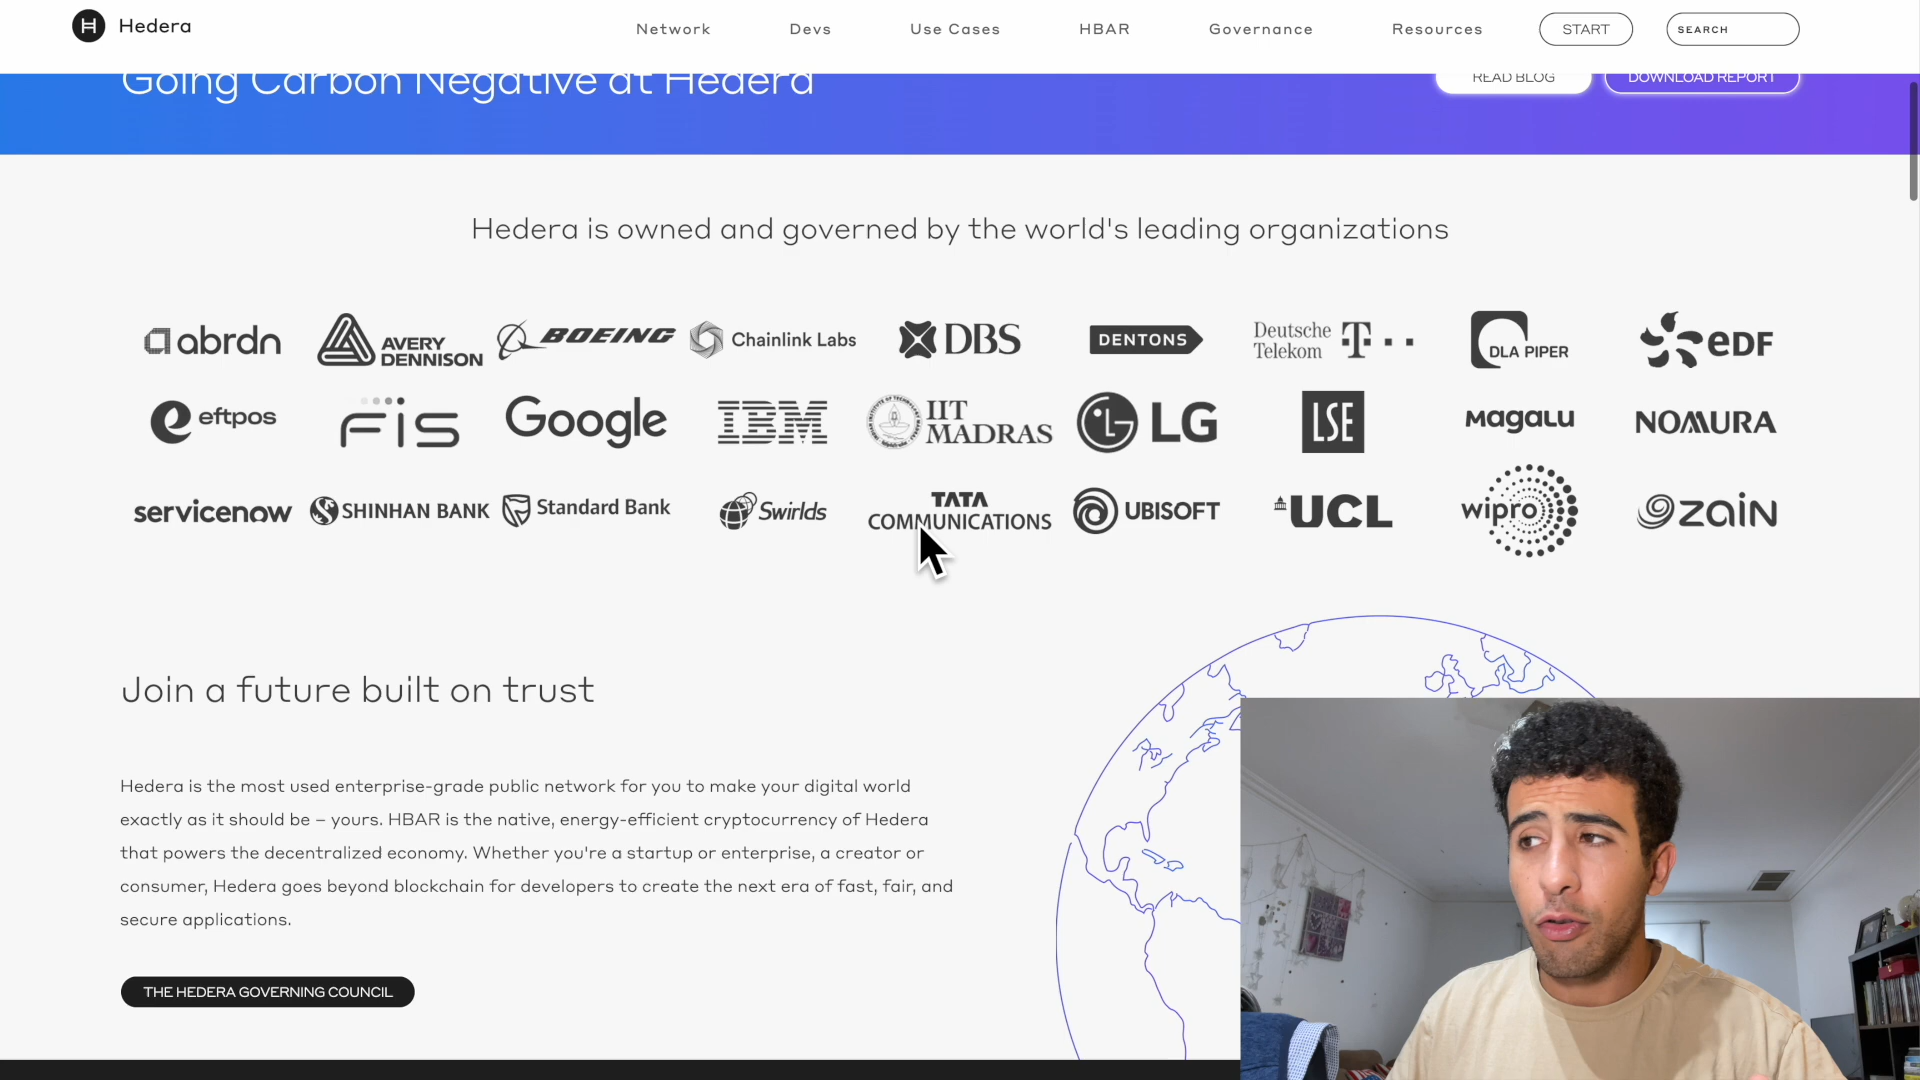 Hedera
Network
Devs
Use Cases
HBAR
Governance
Resources
START
SEARCH
Going Carbon Negative at Hedera
READ BLOG
DOWNLOAD REPORT
Hedera is owned and governed by the world's leading organizations
abrdn
AVERY DENNISON
BOEING
Chainlink Labs
DBS
DENTONS
Deutsche Telekom T
DLA PIPER
eDF
eftpos
FIS
Google
IBM
IIT MADRAS
LG
LSE
magalu
NOMURA
servicenow
SHINHAN BANK
Standard Bank
Swirlds
TATA COMMUNICATIONS
UBISOFT
UCL
wipro
zain
Join a future built on trust
Hedera is the most used enterprise-grade public network for you to make your digital world
exactly as it should be – yours. HBAR is the native, energy-efficient cryptocurrency of Hedera
that powers the decentralized economy. Whether you're a startup or enterprise, a creator or
consumer, Hedera goes beyond blockchain for developers to create the next era of fast, fair, and
secure applications.
THE HEDERA GOVERNING COUNCIL